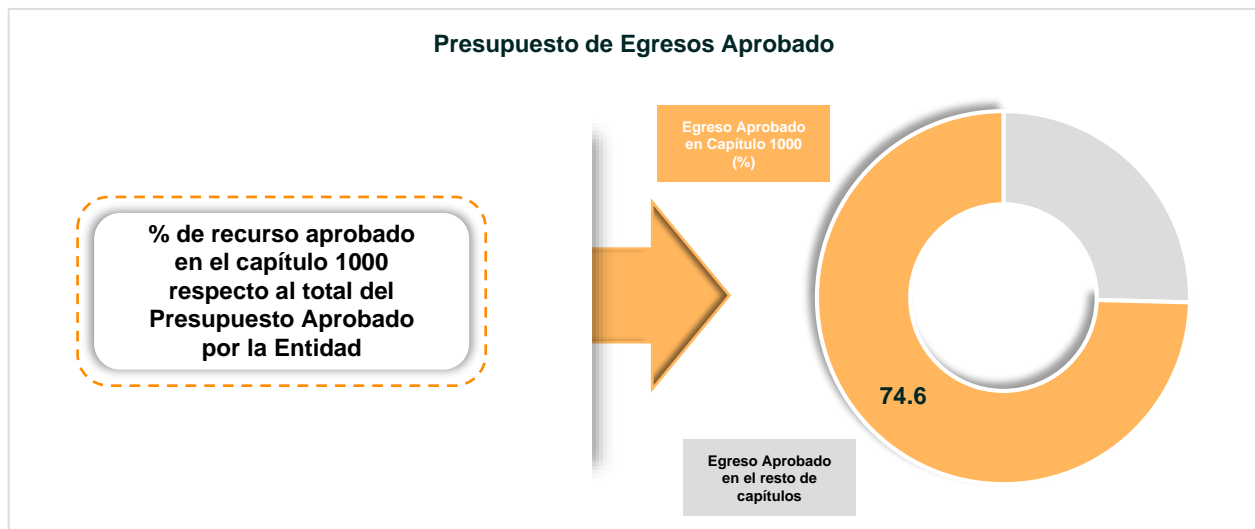 Presupuesto de Egresos Aprobado
Egreso Aprobado
en Capítulo 1000
(%)
% de recurso aprobado
en el capítulo 1000
respecto al total del
Presupuesto Aprobado
por la Entidad
74.6
Egreso Aprobado
en el resto de
capítulos